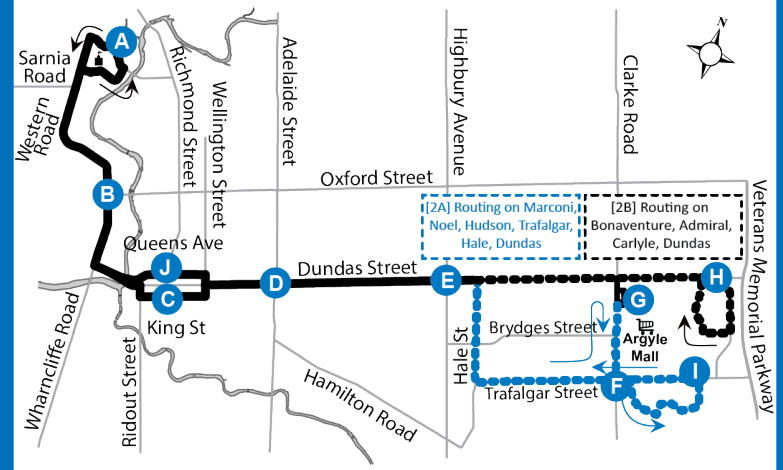 N
A
Sarnia
Road
Western
Road
Richmond Street
Wellington Street
Adelaide Street
Highbury Avenue
Clarke Road
Oxford Street
B
[2A] Routing on Marconi,
Noel, Hudson, Trafalgar,
Hale, Dundas
[2B] Routing on
Bonaventure, Admiral,
Carlyle, Dundas
Veterans Memorial Parkway
Queens Ave
J
C
King St
D
Dundas Street
E
H
G
Brydges Street
Argyle
Mall
Hale St
I
F
Trafalgar Street
Hamilton Road
Wharncliffe Road
Ridout Street